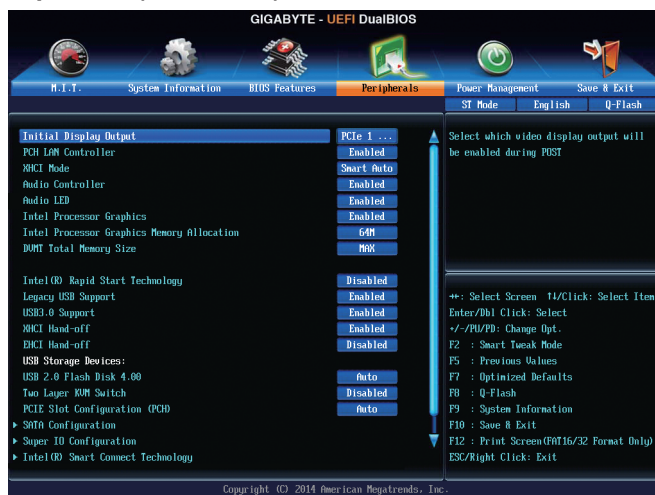 GIGABYTE - UEFI DualBIOS
M.I.T.
System Information
BIOS Features
Peripherals
Power Management
Save & Exit
ST Mode
English
Q-Flash
Initial Display Output PCIe 1 ...
PCH LAN Controller Enabled
XHCI Mode Smart Auto
Audio Controller Enabled
Audio LED Enabled
Intel Processor Graphics Enabled
Intel Processor Graphics Memory Allocation 64M
DVMT Total Memory Size MAX
Intel(R) Rapid Start Technology Disabled
Legacy USB Support Enabled
USB3.0 Support Enabled
XHCI Hand-off Enabled
EHCI Hand-off Disabled
USB Storage Devices:
USB 2.0 Flash Disk 4.00 Auto
Two Layer KVM Switch Disabled
PCIE Slot Configuration (PCH) Auto
SATA Configuration
Super IO Configuration
Intel(R) Smart Connect Technology
Select which video display output will
be enabled during POST
→←: Select Screen ↑↓/Click: Select Item
Enter/Dbl Click: Select
+/-/PU/PD: Change Opt.
F2 : Smart Tweak Mode
F5 : Previous Values
F7 : Optimized Defaults
F8 : Q-Flash
F9 : System Information
F10 : Save & Exit
F12 : Print Screen(FAT16/32 Format Only)
ESC/Right Click: Exit
Copyright (C) 2014 American Megatrends, Inc.